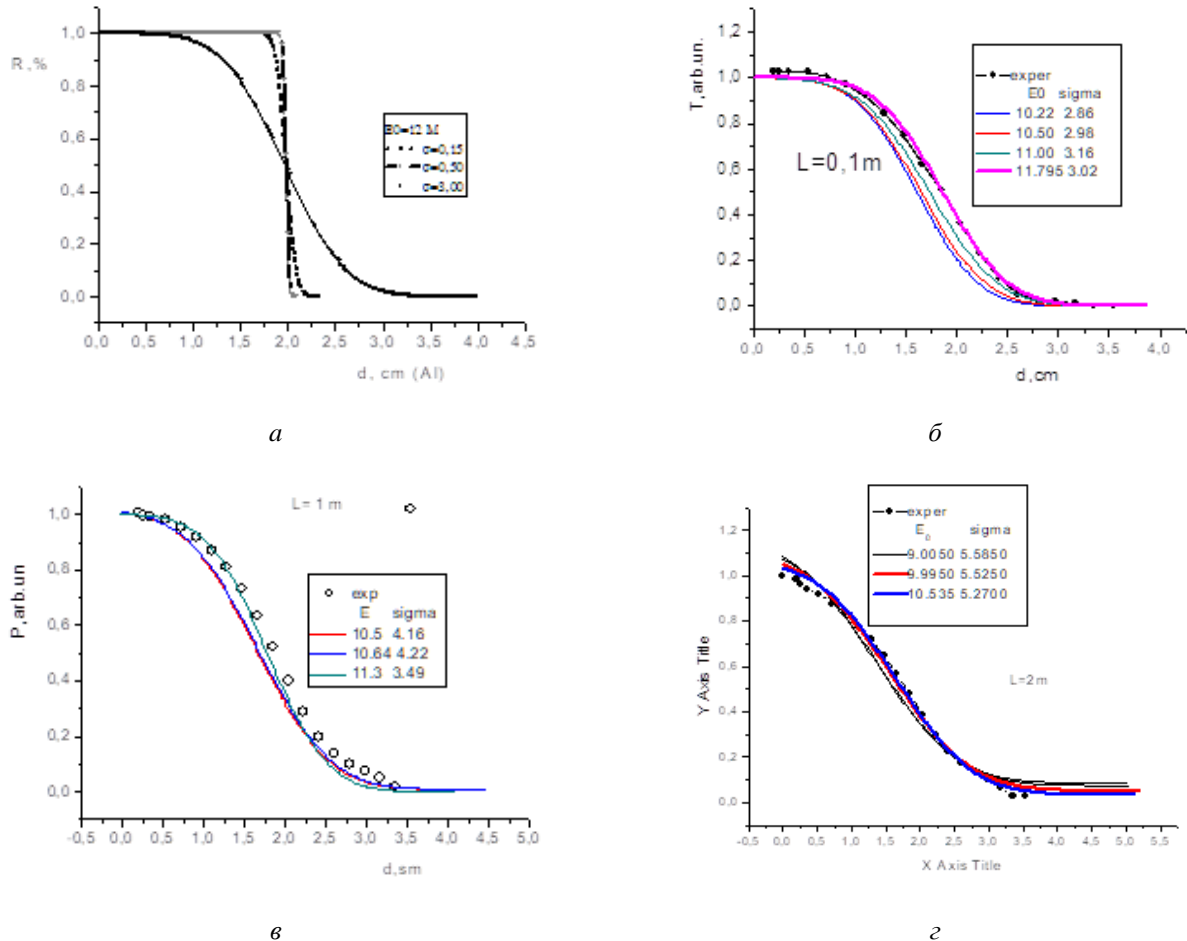 1,0
0,8
0,6
0,4
0,2
0,0
R,%
E0=12 M
σ=0,15
σ=0,50
σ=3,00
0,0 0,5 1,0 1,5 2,0 2,5 3,0 3,5 4,0 4,5
d, cm (Al)
а
1,2
1,0
0,8
0,6
0,4
0,2
0,0
T,arb.un.
exper
E0 sigma
10.22 2.86
10.50 2.98
11.00 3.16
11.795 3.02
L=0,1m
0,0 0,5 1,0 1,5 2,0 2,5 3,0 3,5 4,0
d,cm
б
1,0
0,8
0,6
0,4
0,2
0,0
P,arb.un
L= 1 m
exp
E sigma
10.5 4.16
10.64 4.22
11.3 3.49
-0,5 0,0 0,5 1,0 1,5 2,0 2,5 3,0 3,5 4,0 4,5 5,0
d,sm
в
1,2
1,0
0,8
0,6
0,4
0,2
0,0
Y Axis Title
exper
E0 sigma
9.0050 5.5850
9.9950 5.5250
10.535 5.2700
L=2m
-0,5 0,0 0,5 1,0 1,5 2,0 2,5 3,0 3,5 4,0 4,5 5,0 5,5
X Axis Title
г